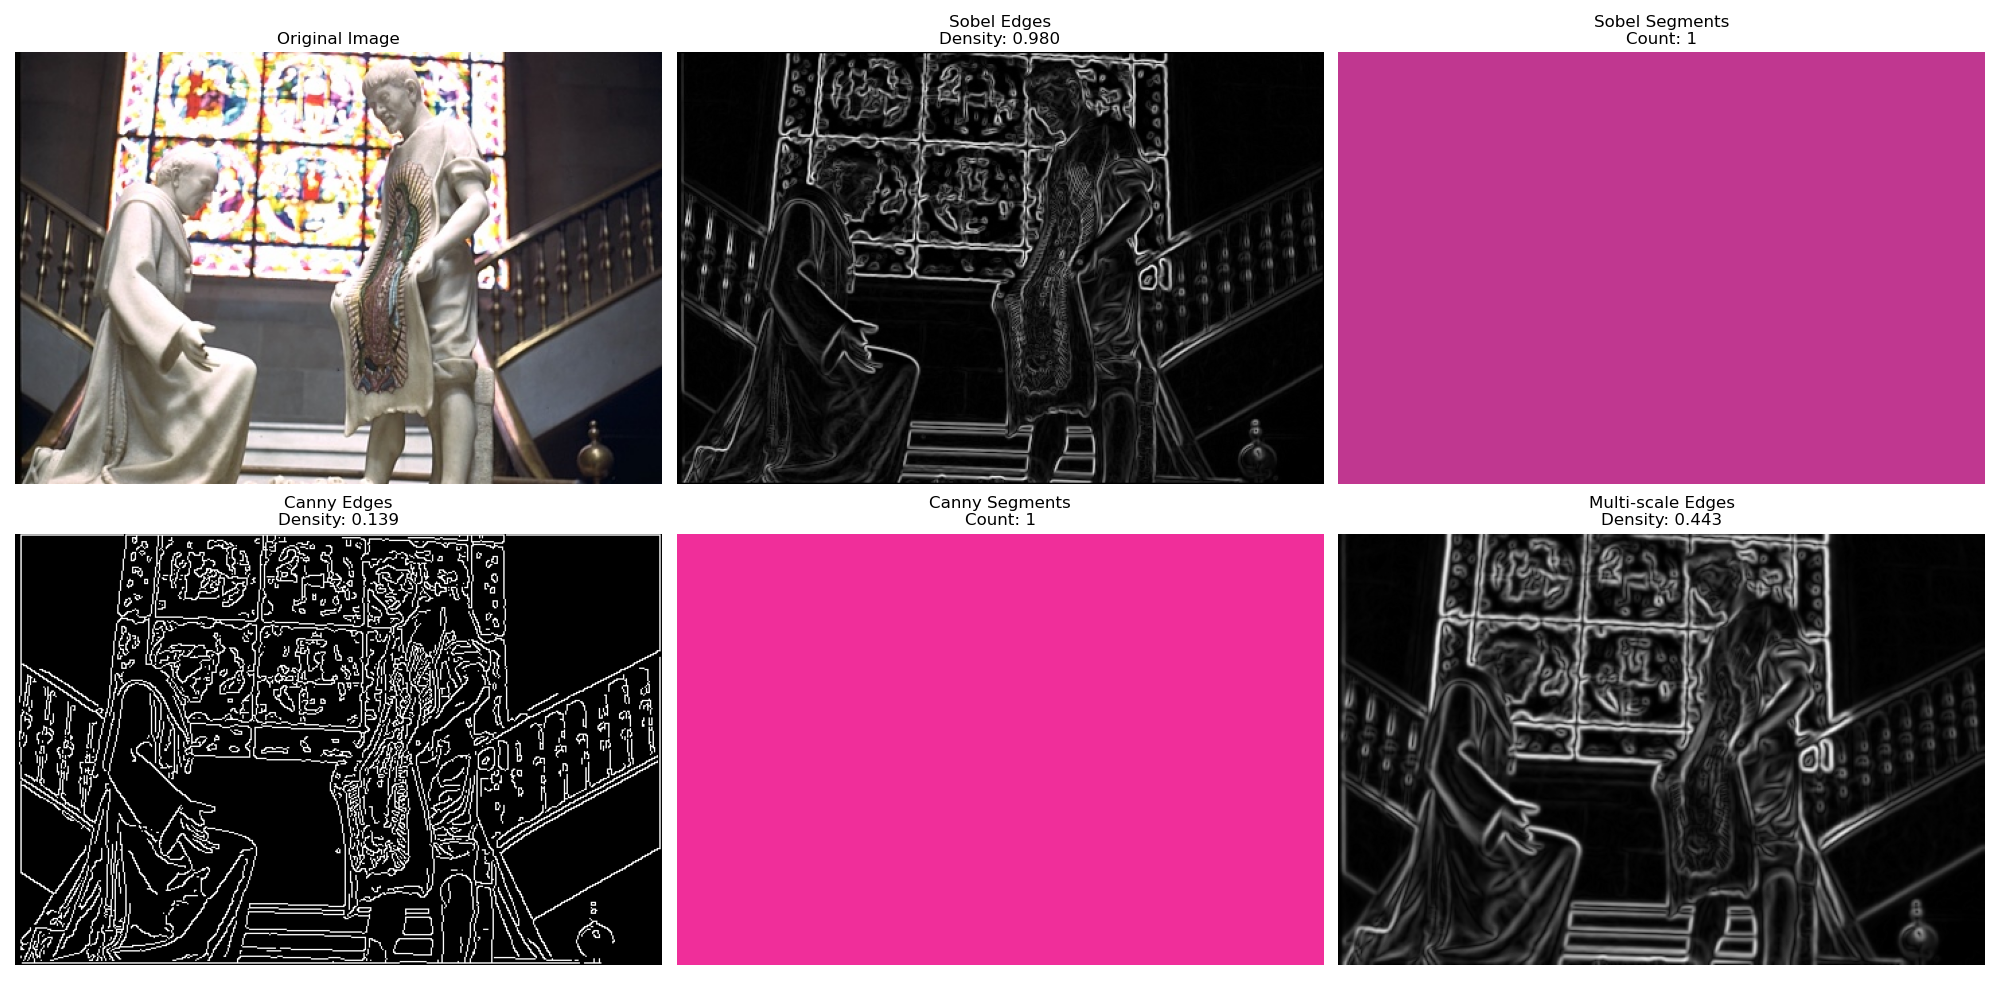 Original Image
Sobel Edges
Density: 0.980
Sobel Segments
Count: 1
Canny Edges
Density: 0.139
Canny Segments
Count: 1
Multi-scale Edges
Density: 0.443